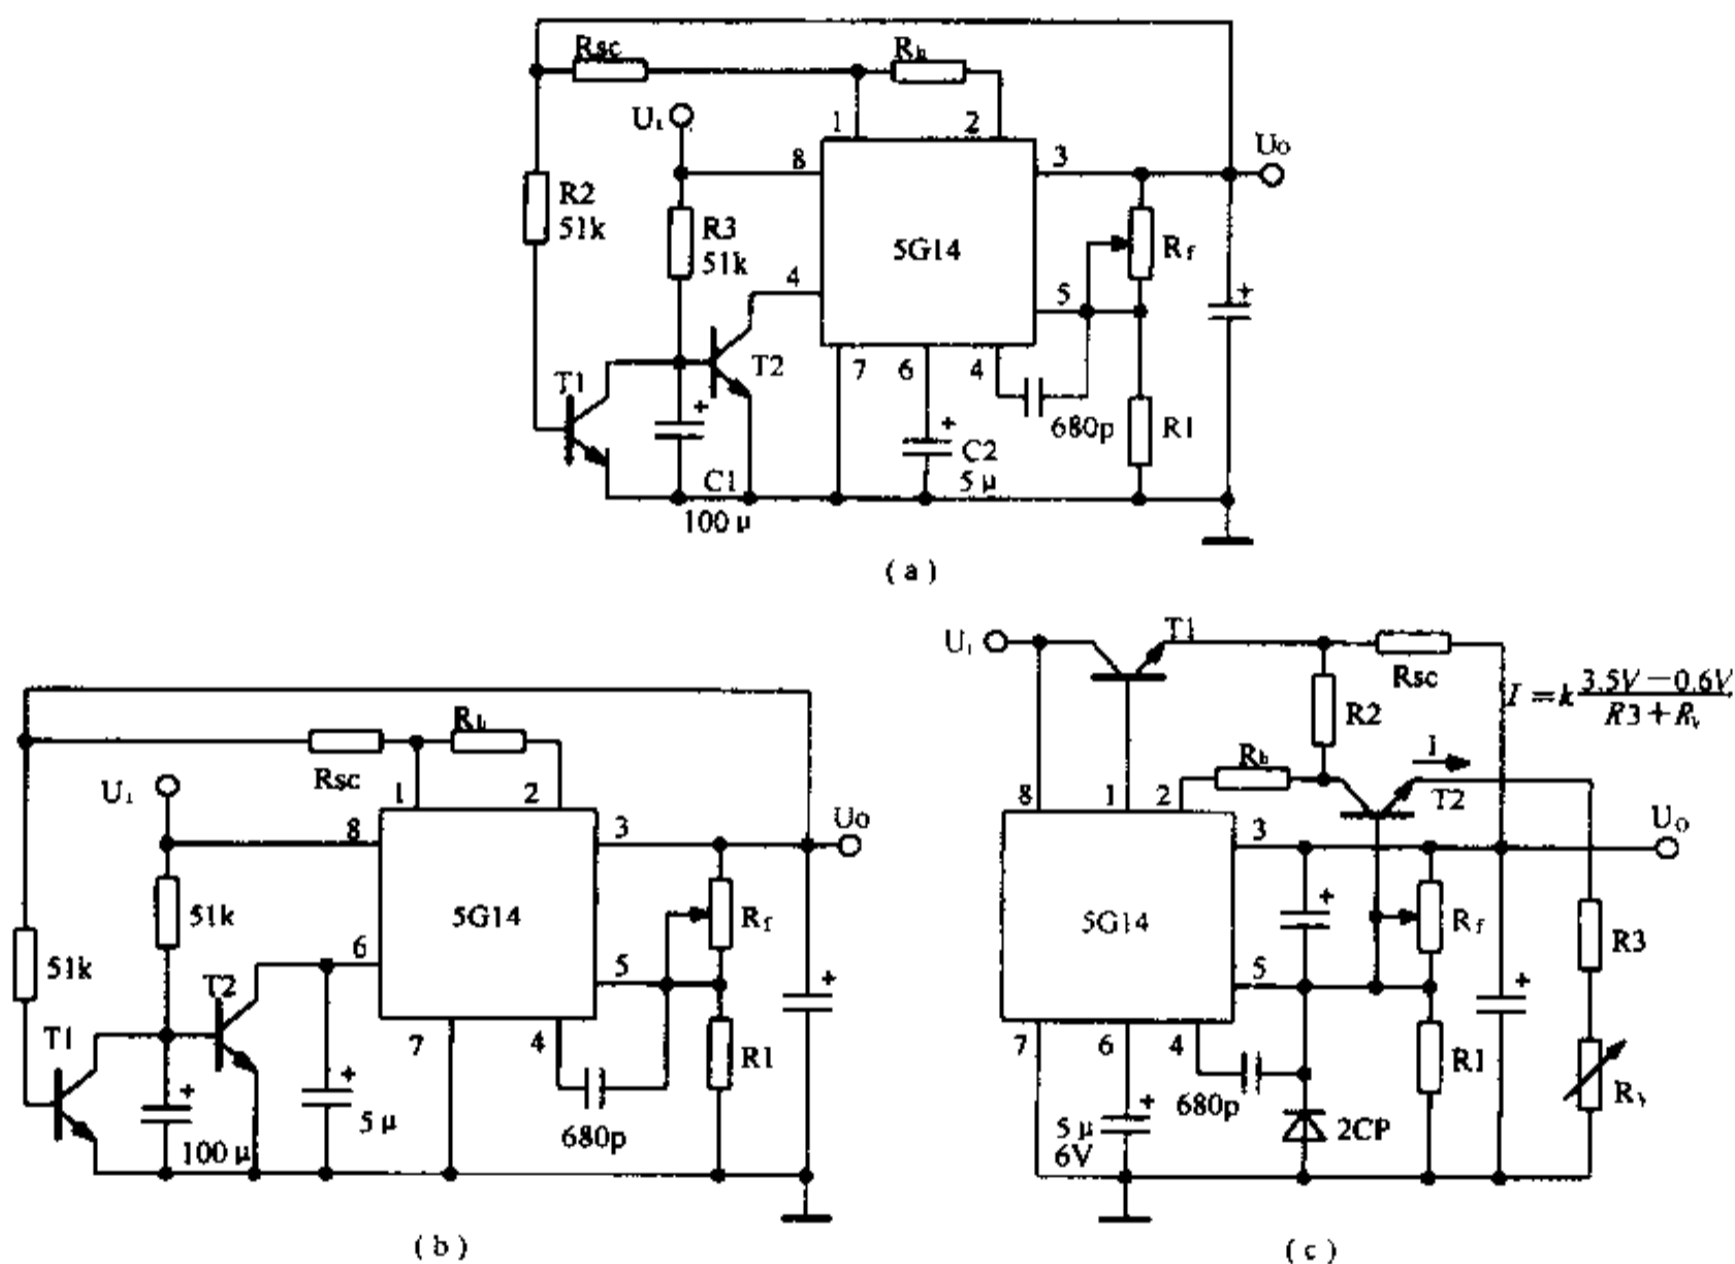 Rsc
Rb
Ui
1
2
8
3
Uo
R2
51k
R3
51k
5G14
Rf
4
5
T2
7
6
4
T1
+
+
+
680p
R1
C2
5μ
C1
100μ
(a)
Rb
Rsc
Ui
1
2
8
3
Uo
51k
5G14
Rf
51k
6
5
T2
T1
7
4
R1
+
+
+
5μ
680p
100μ
(b)
Ui
T1
Rsc
I=k (3.5V-0.6V)/(R3+Rv)
R2
Rb
I
T2
8
1
2
3
Uo
+
5G14
Rf
R3
5
+
7
6
4
R1
+
680p
5μ
6V
2CP
Rv
(c)